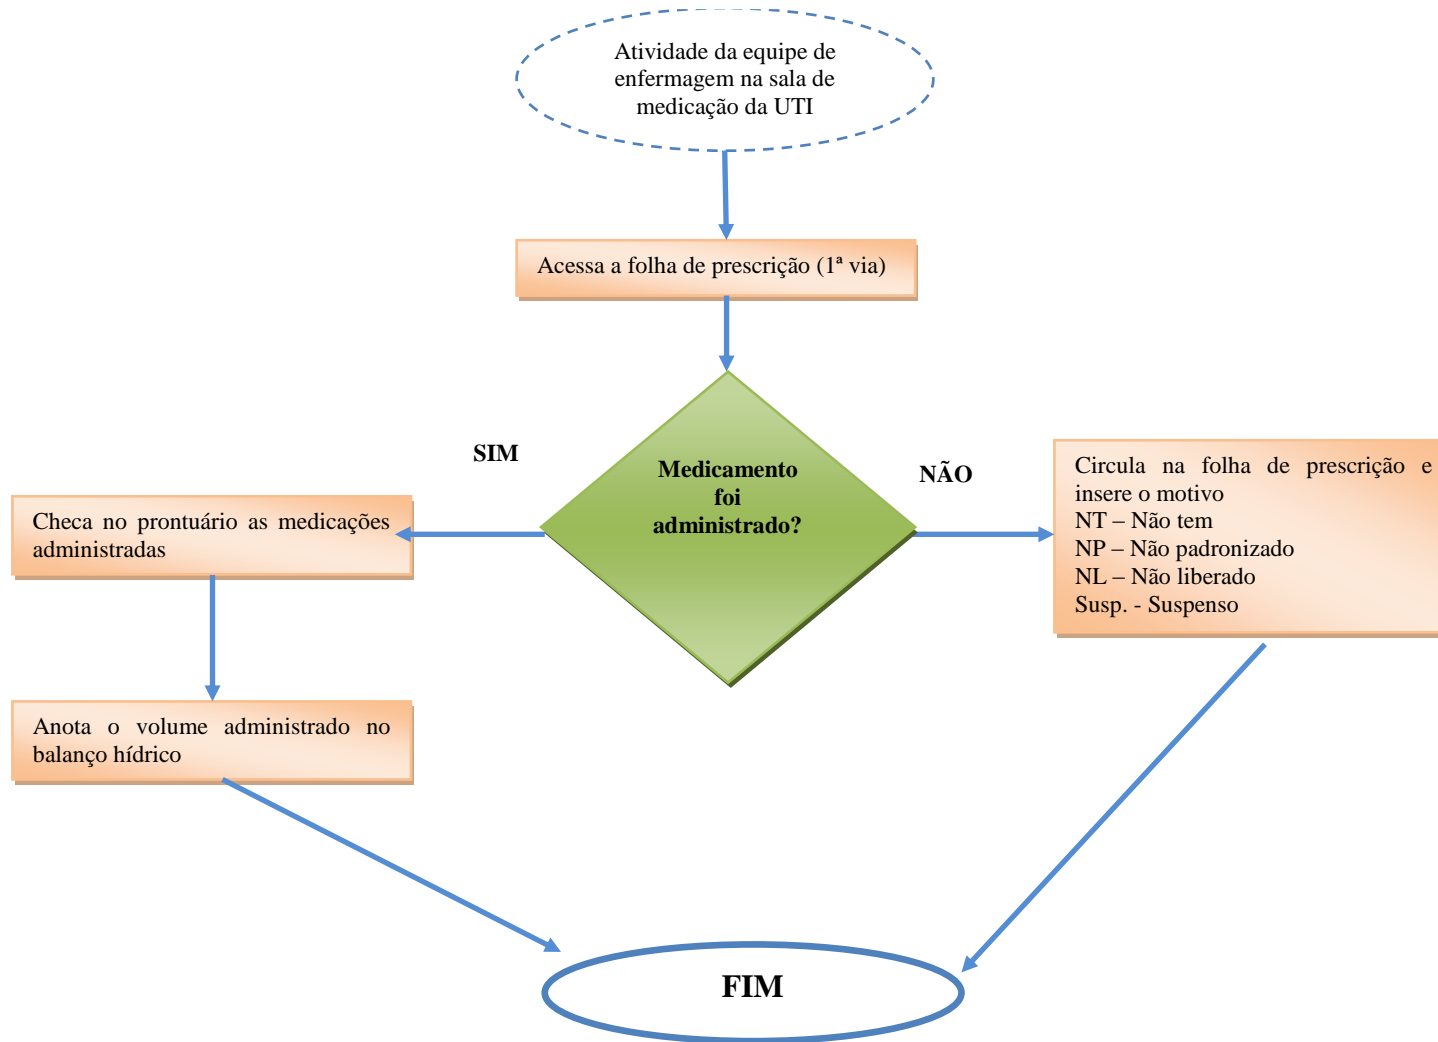 Atividade da equipe de
enfermagem na sala de
medicação da UTI
Acessa a folha de prescrição (1ª via)
SIM
Medicamento
foi
administrado?
NÃO
Checa no prontuário as medicações
administradas
Circula na folha de prescrição e
insere o motivo
NT – Não tem
NP – Não padronizado
NL – Não liberado
Susp. - Suspenso
Anota o volume administrado no
balanço hídrico
FIM